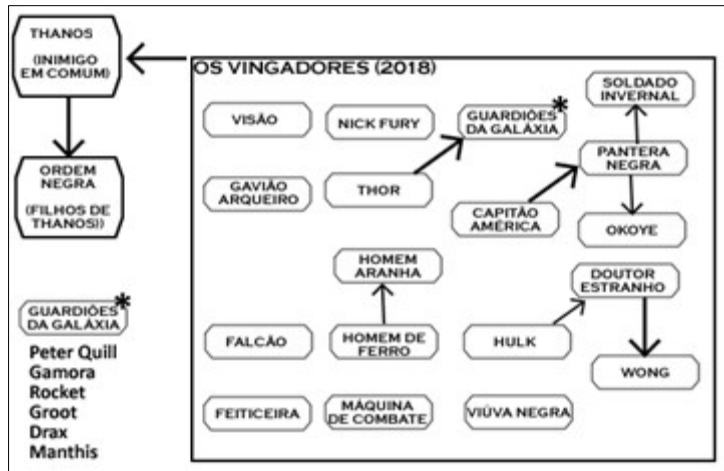 THANOS
(INIMIGO
EM COMUM)
ORDEM
NEGRA
(FILHOS DE
THANOS))
OS VINGADORES (2018)
VISÃO
NICK FURY
GUARDIÕES
DA GALÁXIA
*
SOLDADO
INVERNAL
GAVIÃO
ARQUEIRO
THOR
CAPITÃO
AMÉRICA
PANTERA
NEGRA
OKOYE
HOMEM
ARANHA
DOUTOR
ESTRANHO
FALCÃO
HOMEM DE
FERRO
HULK
WONG
FEITICEIRA
MÁQUINA
DE COMBATE
VIÚVA NEGRA
GUARDIÕES
DA GALÁXIA
*
Peter Quill
Gamora
Rocket
Groot
Drax
Manthis